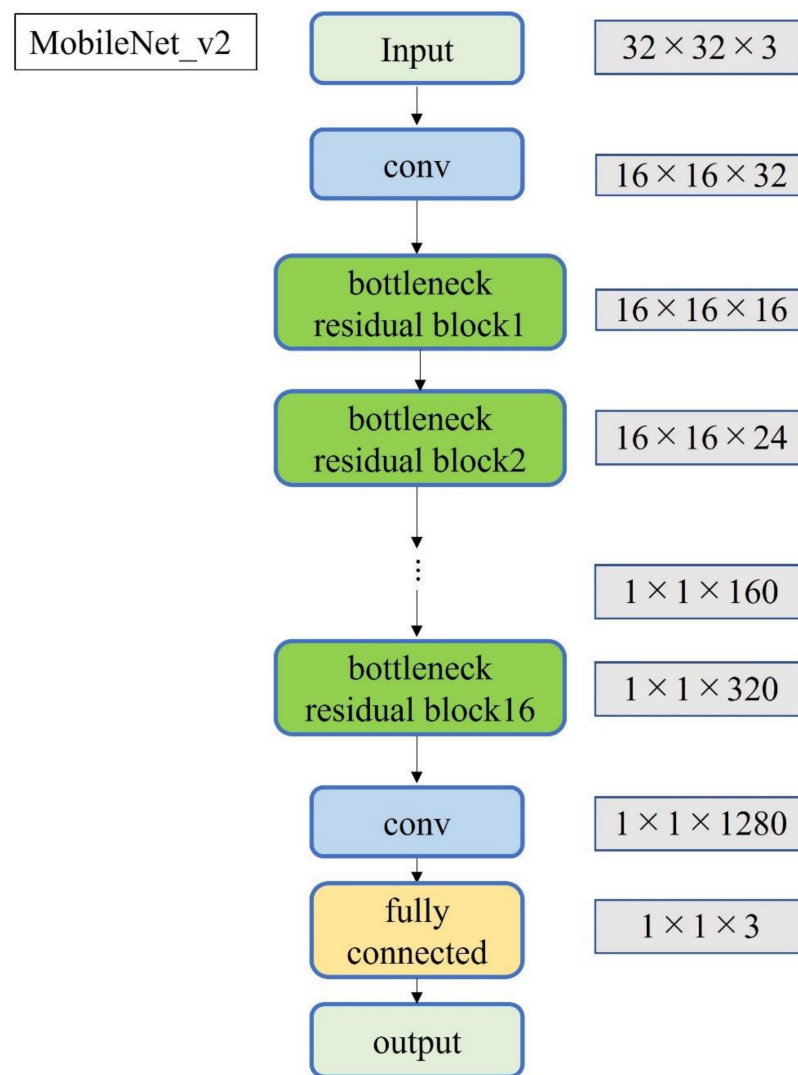 MobileNet_v2
Input
32 × 32 × 3
conv
16 × 16 × 32
bottleneck
residual block1
16 × 16 × 16
bottleneck
residual block2
16 × 16 × 24
⋮
1 × 1 × 160
bottleneck
residual block16
1 × 1 × 320
conv
1 × 1 × 1280
fully
connected
1 × 1 × 3
output